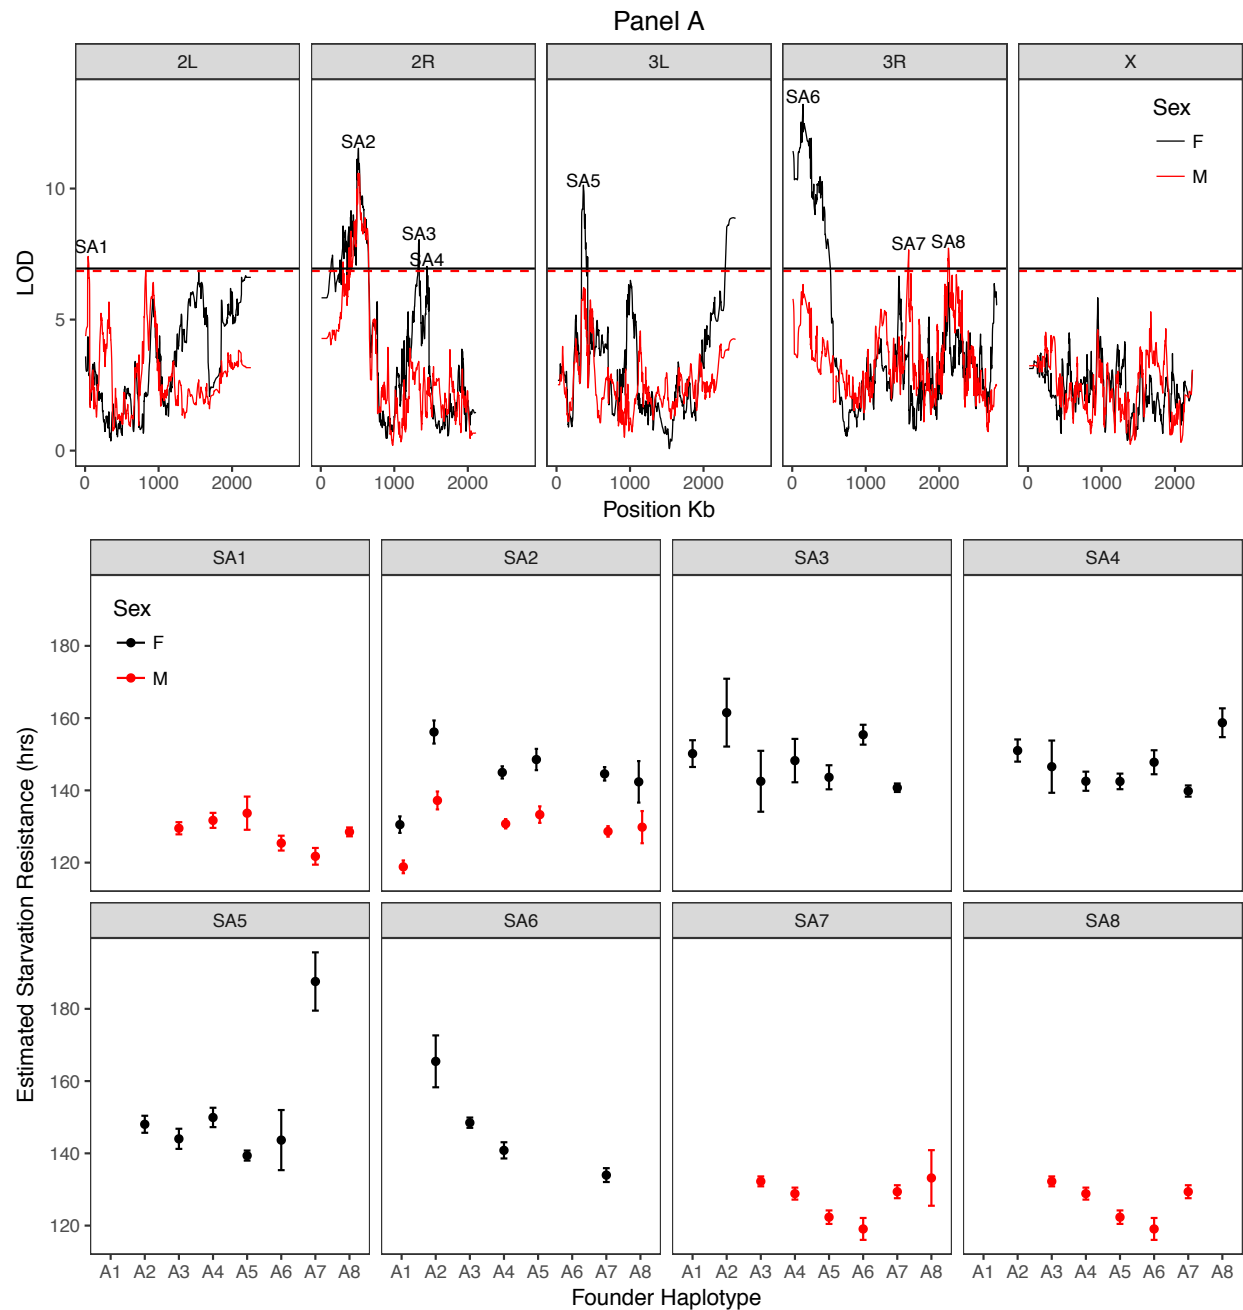 Panel A
2L 2R 3L 3R X
SA1 SA2 SA3 SA4 SA5 SA6 SA7 SA8
Sex
F
M
LOD
10
5
0
0 1000 2000 0 1000 2000 0 1000 2000 0 1000 2000 0 1000 2000
Position Kb
SA1 SA2 SA3 SA4
Sex
F
M
180
160
140
120
Estimated Starvation Resistance (hrs)
SA5 SA6 SA7 SA8
180
160
140
120
A1 A2 A3 A4 A5 A6 A7 A8 A1 A2 A3 A4 A5 A6 A7 A8 A1 A2 A3 A4 A5 A6 A7 A8 A1 A2 A3 A4 A5 A6 A7 A8
Founder Haplotype